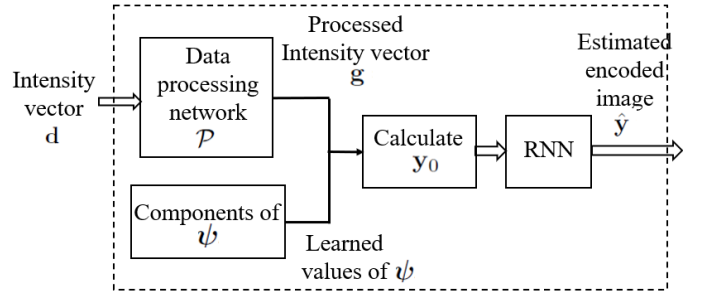 Intensity
vector
d
Data
processing
network
𝒫
Processed
Intensity vector
g
Components of
ψ
Learned
values of ψ
Calculate
y₀
RNN
Estimated
encoded
image
ŷ